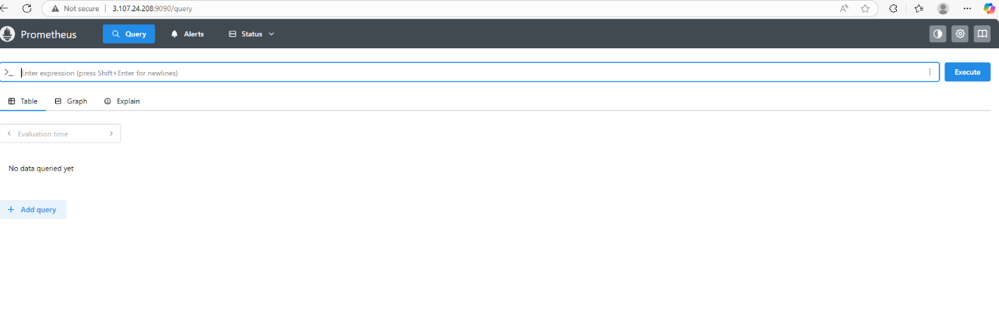 Not secure 3.107.24.208:9090/query
Prometheus Query Alerts Status
Enter expression (press Shift+Enter for newlines) Execute
Table Graph Explain
Evaluation time
No data queried yet
Add query